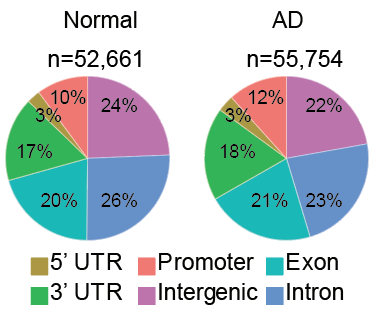 Normal AD
n=52,661 n=55,754
10% 24% 12% 22%
3% 3%
17% 18%
20% 26% 21% 23%
5' UTR Promoter Exon
3' UTR Intergenic Intron